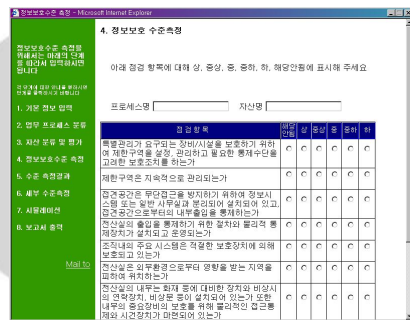 정보보호수준 측정 - Microsoft Internet Explorer
정보보호수준 측정을
위해서는 아래의 단계
를 따라서 입력하시면
됩니다
1. 기본 정보 입력
2. 업무 프로세스 분류
3. 자산 분류 및 평가
4. 정보보호수준 측정
5. 수준 측정결과
6. 세부 수준측정
7. 시뮬레이션
8. 보고서 출력
Mail to
4. 정보보호 수준측정
아래 점검 항목에 대해 상, 중상, 중, 중하, 하, 해당안됨에 표시해 주세요
프로세스명 자산명
점검항목 해당안됨 상 중상 중 중하 하
특별관리가 요구되는 장비/시설을 보호하기 위하
여 제한구역을 설정, 관리하고 필요한 통제수단을
고려한 보호조치를 하는가
제한구역은 지속적으로 관리되는가
접견공간은 무단접근을 방지하기 위하여 정보시
스템 또는 일반 사무실과 분리되어 설치되어 있고,
접견공간으로부터의 내부출입을 통제하는가
전산실의 출입을 통제하기 위한 절차와 물리적 통
제장치가 설치되고 운영되는가
조직내의 주요 시스템은 적절한 보호장치에 의해
보호되고 있는가
전산실은 외부환경으로부터 영향을 받는 지역을
피하여 위치하는가
전산실의 내부는 화재 등에 대비한 장치와 비상시
의 연락장치, 비상문 등이 설치되어 있는가 또한
내부의 중요장비의 보호를 위해 물리적인 접근통
제와 시건장치가 마련되어 있는가